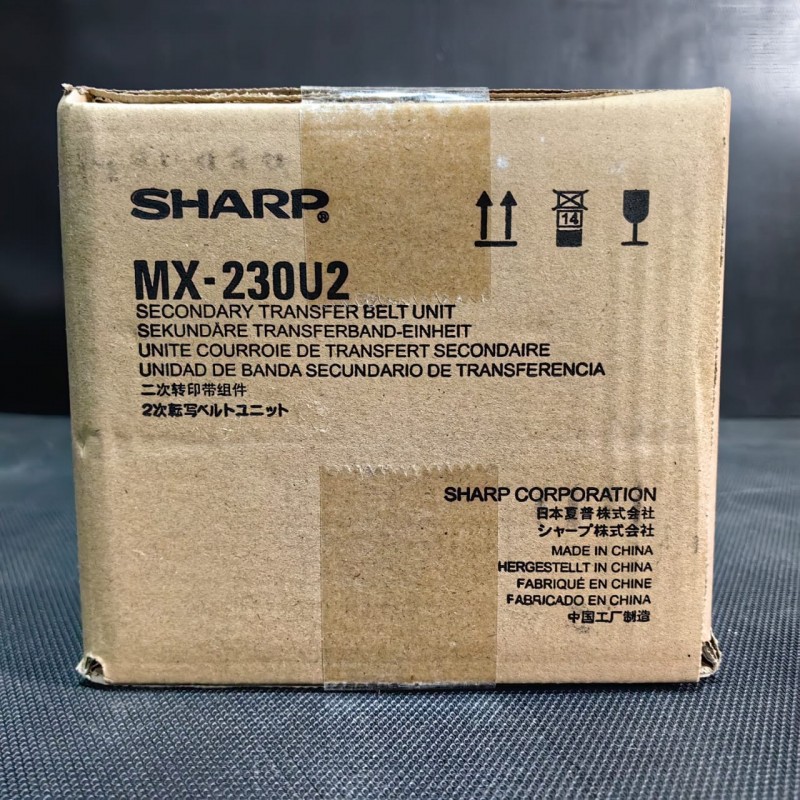 SHARP®
14
MX-230U2
SECONDARY TRANSFER BELT UNIT
SEKUNDÄRE TRANSFERBAND-EINHEIT
UNITE COURROIE DE TRANSFERT SECONDAIRE
UNIDAD DE BANDA SECUNDARIO DE TRANSFERENCIA
二次转印带组件
2次転写ベルトユニット
SHARP CORPORATION
日本夏普株式会社
シャープ株式会社
MADE IN CHINA
HERGESTELLT IN CHINA
FABRIQUÉ EN CHINE
FABRICADO EN CHINA
中国工厂制造